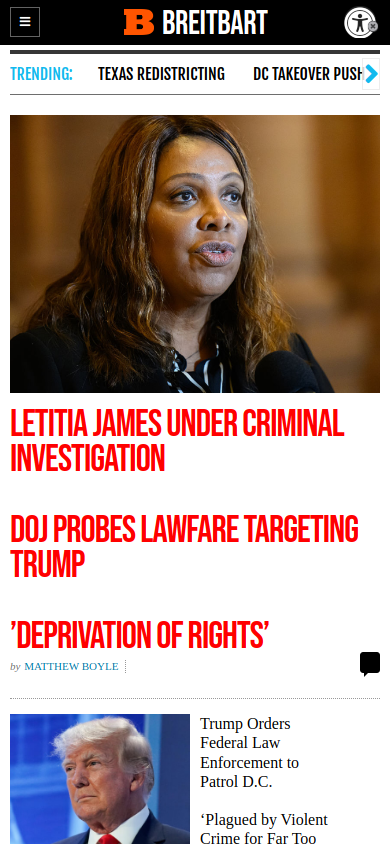 BREITBART
TRENDING: TEXAS REDISTRICTING DC TAKEOVER PUSH
LETITIA JAMES UNDER CRIMINAL
INVESTIGATION
DOJ PROBES LAWFARE TARGETING
TRUMP
’DEPRIVATION OF RIGHTS’
by MATTHEW BOYLE
Trump Orders
Federal Law
Enforcement to
Patrol D.C.
‘Plagued by Violent
Crime for Far Too